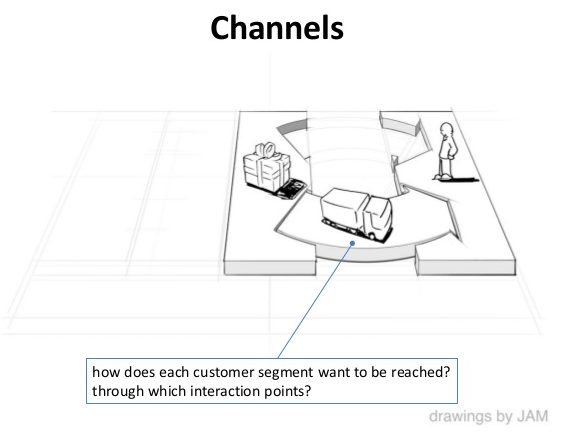 Channels
how does each customer segment want to be reached?
through which interaction points?
drawings by JAM